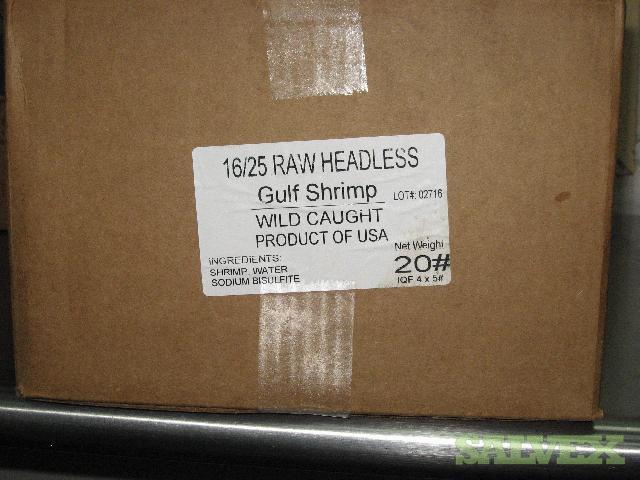 16/25 RAW HEADLESS
Gulf Shrimp LOT#: 02716
WILD CAUGHT
PRODUCT OF USA
Net Weight
INGREDIENTS:
20#
SHRIMP, WATER
SODIUM BISULFITE
IQF 4 x 5#
SALVEX